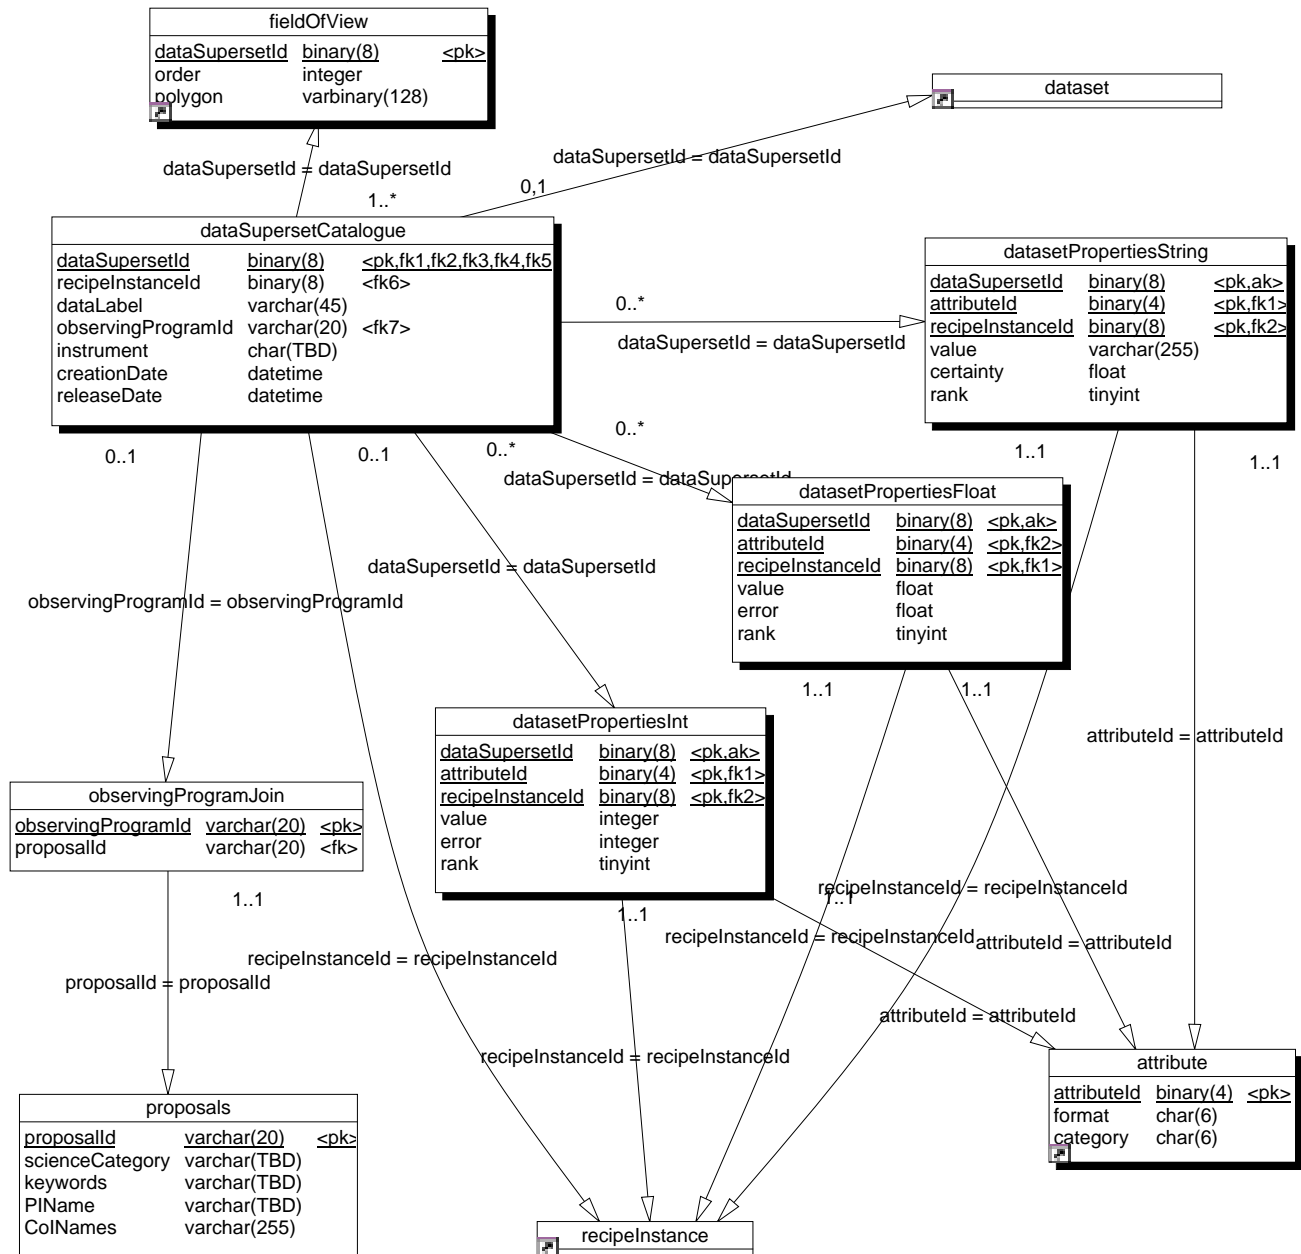 fieldOfView
dataSupersetId binary(8) <pk>
order integer
polygon varbinary(128)
dataset
dataSupersetId = dataSupersetId
dataSupersetId = dataSupersetId
0,1
1..*
dataSupersetCatalogue
dataSupersetId binary(8) <pk,fk1,fk2,fk3,fk4,fk5
recipeInstanceId binary(8) <fk6>
dataLabel varchar(45)
observingProgramId varchar(20) <fk7>
instrument char(TBD)
creationDate datetime
releaseDate datetime
datasetPropertiesString
dataSupersetId binary(8) <pk,ak>
attributeId binary(4) <pk,fk1>
recipeInstanceId binary(8) <pk,fk2>
value varchar(255)
certainty float
rank tinyint
0..*
dataSupersetId = dataSupersetId
0..1
0..1
0..*
0..*
1..1
1..1
dataSupersetId = dataSupersetId
datasetPropertiesFloat
dataSupersetId binary(8) <pk,ak>
attributeId binary(4) <pk,fk2>
recipeInstanceId binary(8) <pk,fk1>
value float
error float
rank tinyint
dataSupersetId = dataSupersetId
observingProgramId = observingProgramId
1..1
1..1
datasetPropertiesInt
dataSupersetId binary(8) <pk,ak>
attributeId binary(4) <pk,fk1>
recipeInstanceId binary(8) <pk,fk2>
value integer
error integer
rank tinyint
attributeId = attributeId
observingProgramJoin
observingProgramId varchar(20) <pk>
proposalId varchar(20) <fk>
1..1
1..1
1..1
recipeInstanceId = recipeInstanceId
recipeInstanceId = recipeInstanceId
attributeId = attributeId
recipeInstanceId = recipeInstanceId
proposalId = proposalId
attributeId = attributeId
recipeInstanceId = recipeInstanceId
attribute
attributeId binary(4) <pk>
format char(6)
category char(6)
proposals
proposalId varchar(20) <pk>
scienceCategory varchar(TBD)
keywords varchar(TBD)
PIName varchar(TBD)
CoINames varchar(255)
recipeInstance